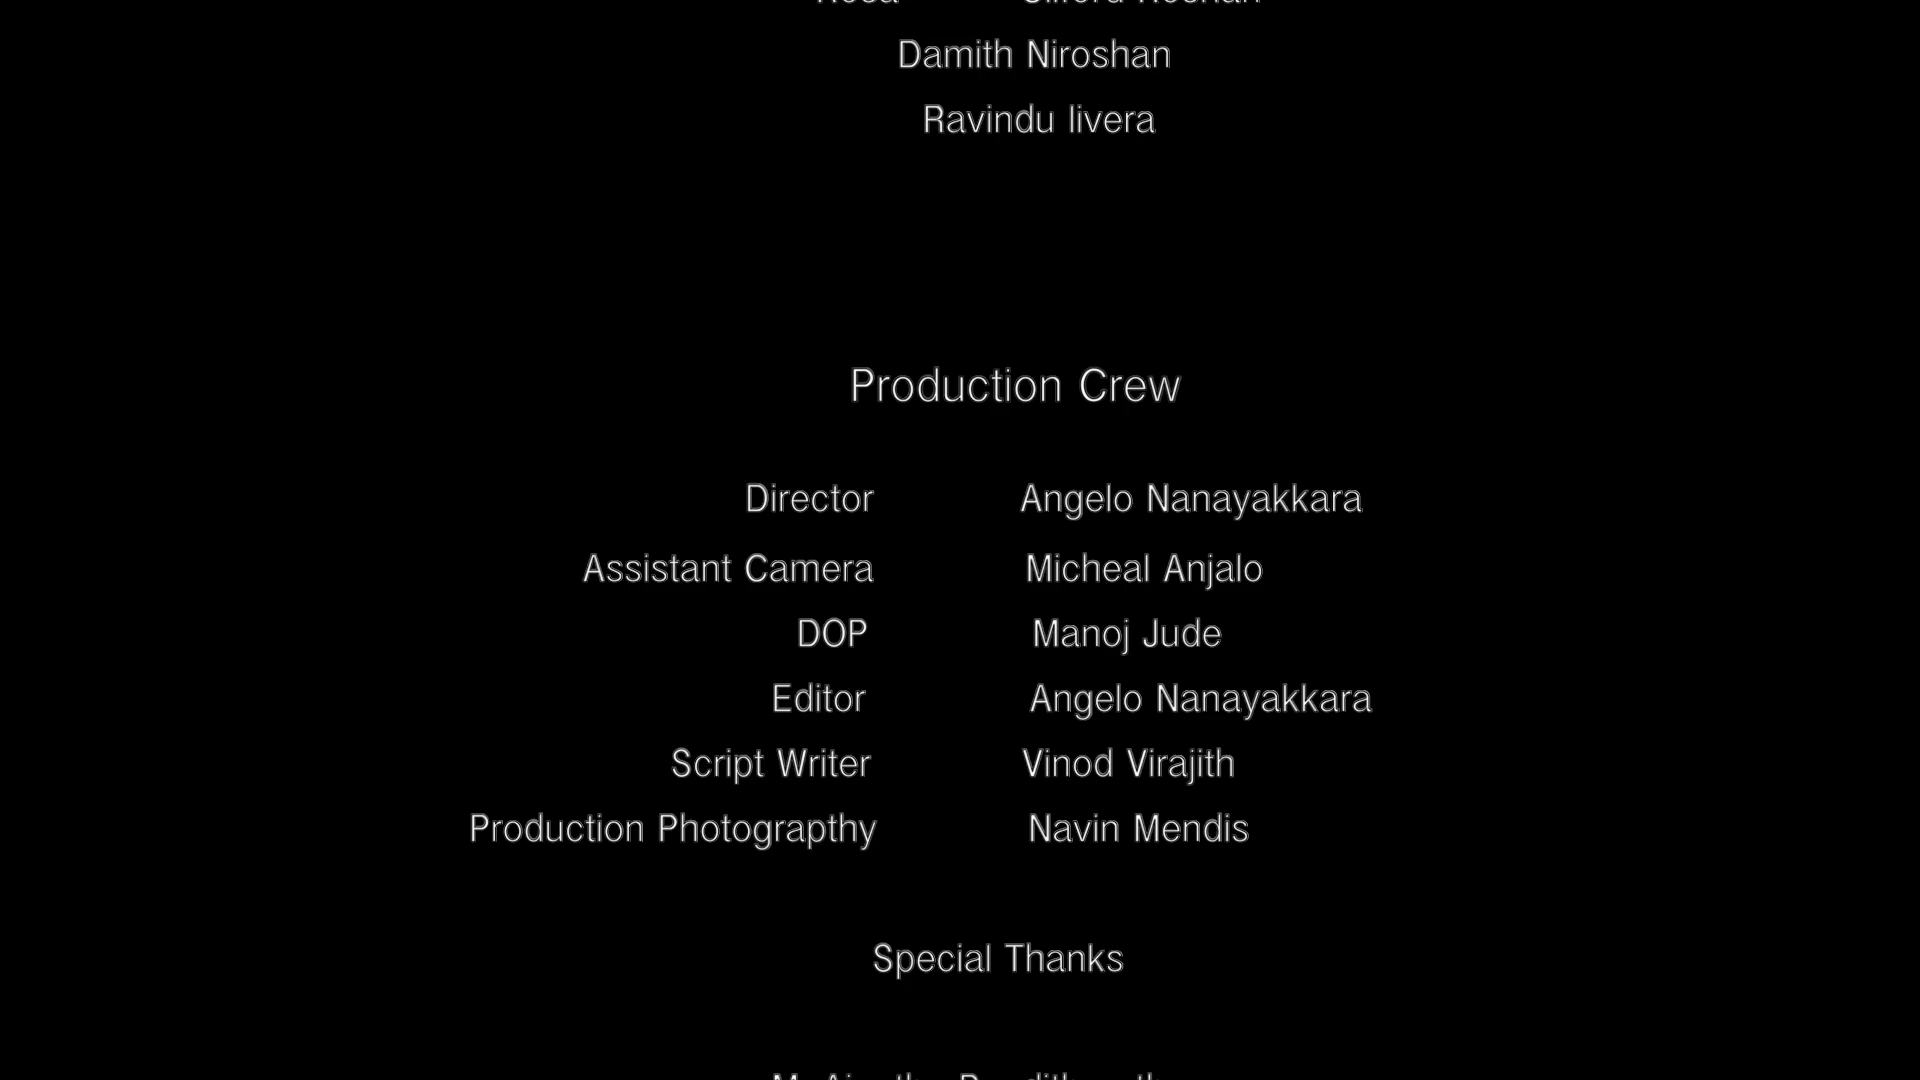 Damith Niroshan
Ravindu livera
Production Crew
Director Angelo Nanayakkara
Assistant Camera Micheal Anjalo
DOP Manoj Jude
Editor Angelo Nanayakkara
Script Writer Vinod Virajith
Production Photograpthy Navin Mendis
Special Thanks